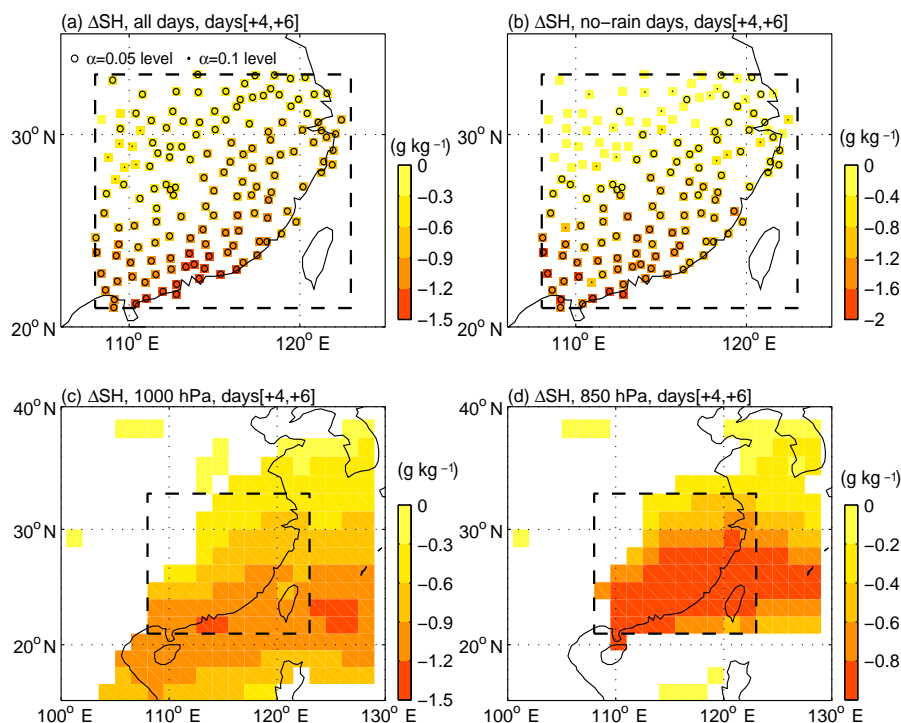 (a) ΔSH, all days, days[+4,+6]
(b) ΔSH, no−rain days, days[+4,+6]
α=0.05 level
α=0.1 level
30° N
20° N
110° E
120° E
(g kg⁻¹)
0
−0.3
−0.6
−0.9
−1.2
−1.5
30° N
20° N
110° E
120° E
(g kg⁻¹)
0
−0.4
−0.8
−1.2
−1.6
−2
(c) ΔSH, 1000 hPa, days[+4,+6]
(d) ΔSH, 850 hPa, days[+4,+6]
40° N
30° N
20° N
100° E
110° E
120° E
130° E
(g kg⁻¹)
0
−0.3
−0.6
−0.9
−1.2
−1.5
40° N
30° N
20° N
100° E
110° E
120° E
130° E
(g kg⁻¹)
0
−0.2
−0.4
−0.6
−0.8